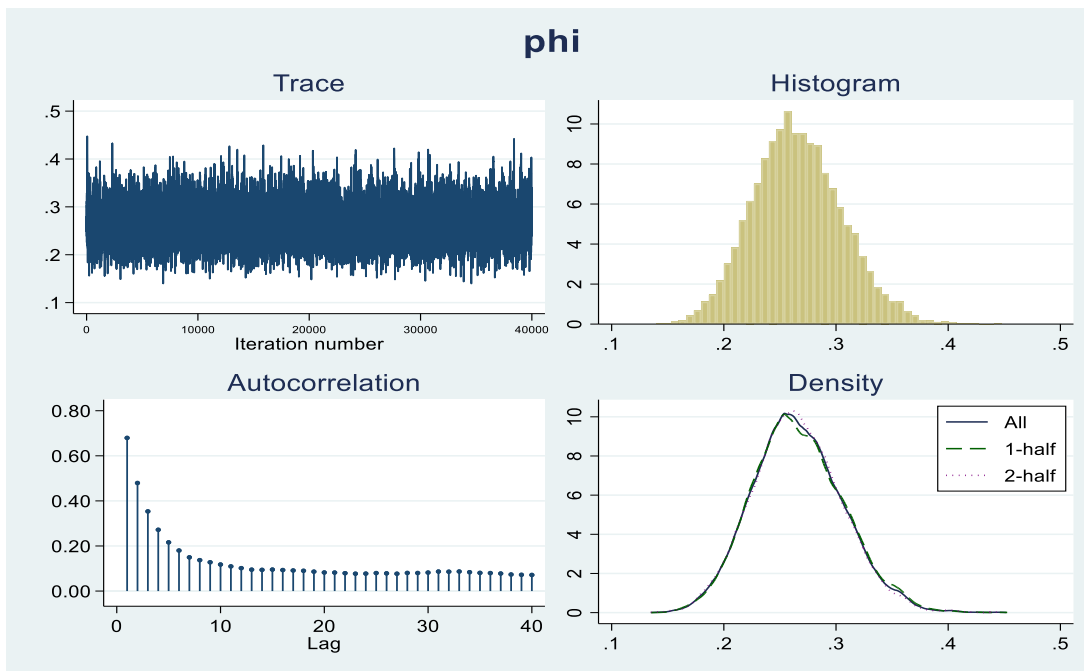 phi
Trace
.5
.4
.3
.2
.1
0 10000 20000 30000 40000
Iteration number
Histogram
10
8
6
4
2
0
.1 .2 .3 .4 .5
Autocorrelation
0.80
0.60
0.40
0.20
0.00
0 10 20 30 40
Lag
Density
10
8
6
4
2
0
.1 .2 .3 .4 .5
All
1-half
2-half